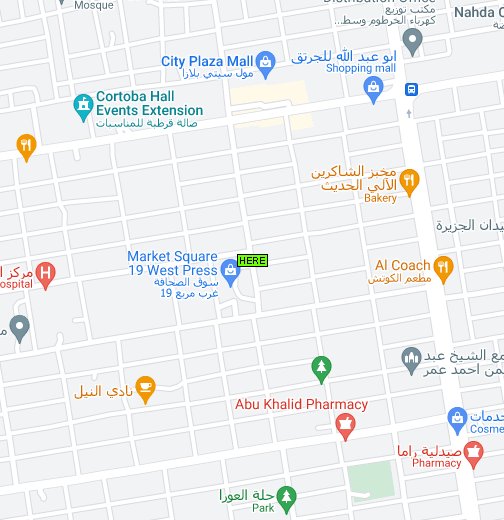 Mosque
Distribution Office
مكتب توزيع
كهرباء الخرطوم وسط...
Nahda C
City Plaza Mall
مول سيتي بلازا
ابو عبد الله للجرتق
Shopping mall
Cortoba Hall
Events Extension
صالة قرطبة للمناسبات
مخبز الشاكرين
الآلي الحديث
Bakery
يدان الجزيرة
Market Square
19 West Press
سوق الصحافة
غرب مربع 19
HERE
مركز ا
ospital
Al Coach
مطعم الكوتش
مع الشيخ عبد
من احمد عمر
نادي النيل
Abu Khalid Pharmacy
خدمات
Cosme
صيدلية راما
Pharmacy
حلة العورا
Park